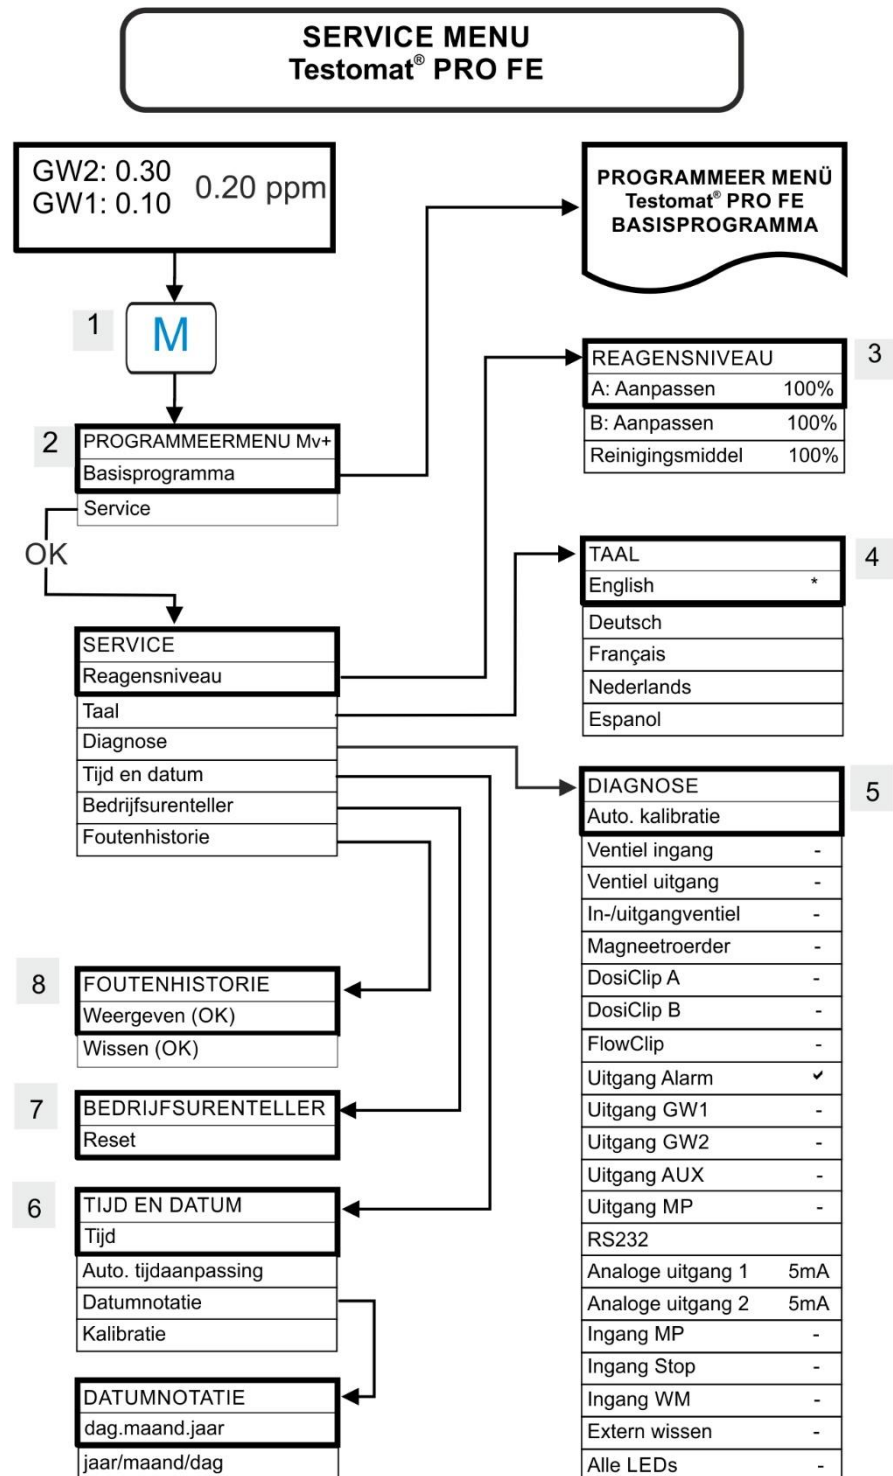 SERVICE MENU
Testomat® PRO FE
GW2: 0.30
GW1: 0.10
0.20 ppm
1
M
2
PROGRAMMEERMENU Mv+
Basisprogramma
Service
OK
SERVICE
Reagensniveau
Taal
Diagnose
Tijd en datum
Bedrijfsurenteller
Foutenhistorie
8
FOUTENHISTORIE
Weergeven (OK)
Wissen (OK)
7
BEDRIJFSURENTELLER
Reset
6
TIJD EN DATUM
Tijd
Auto. tijdaanpassing
Datumnotatie
Kalibratie
DATUMNOTATIE
dag.maand.jaar
jaar/maand/dag
PROGRAMMEER MENÜ
Testomat® PRO FE
BASISPROGRAMMA
REAGENSNIVEAU
3
A: Aanpassen 100%
B: Aanpassen 100%
Reinigingsmiddel 100%
TAAL
4
English *
Deutsch
Français
Nederlands
Espanol
DIAGNOSE
5
Auto. kalibratie
Ventiel ingang -
Ventiel uitgang -
In-/uitgangventiel -
Magneetroerder -
DosiClip A -
DosiClip B -
FlowClip -
Uitgang Alarm ✔
Uitgang GW1 -
Uitgang GW2 -
Uitgang AUX -
Uitgang MP -
RS232
Analoge uitgang 1 5mA
Analoge uitgang 2 5mA
Ingang MP -
Ingang Stop -
Ingang WM -
Extern wissen -
Alle LEDs -